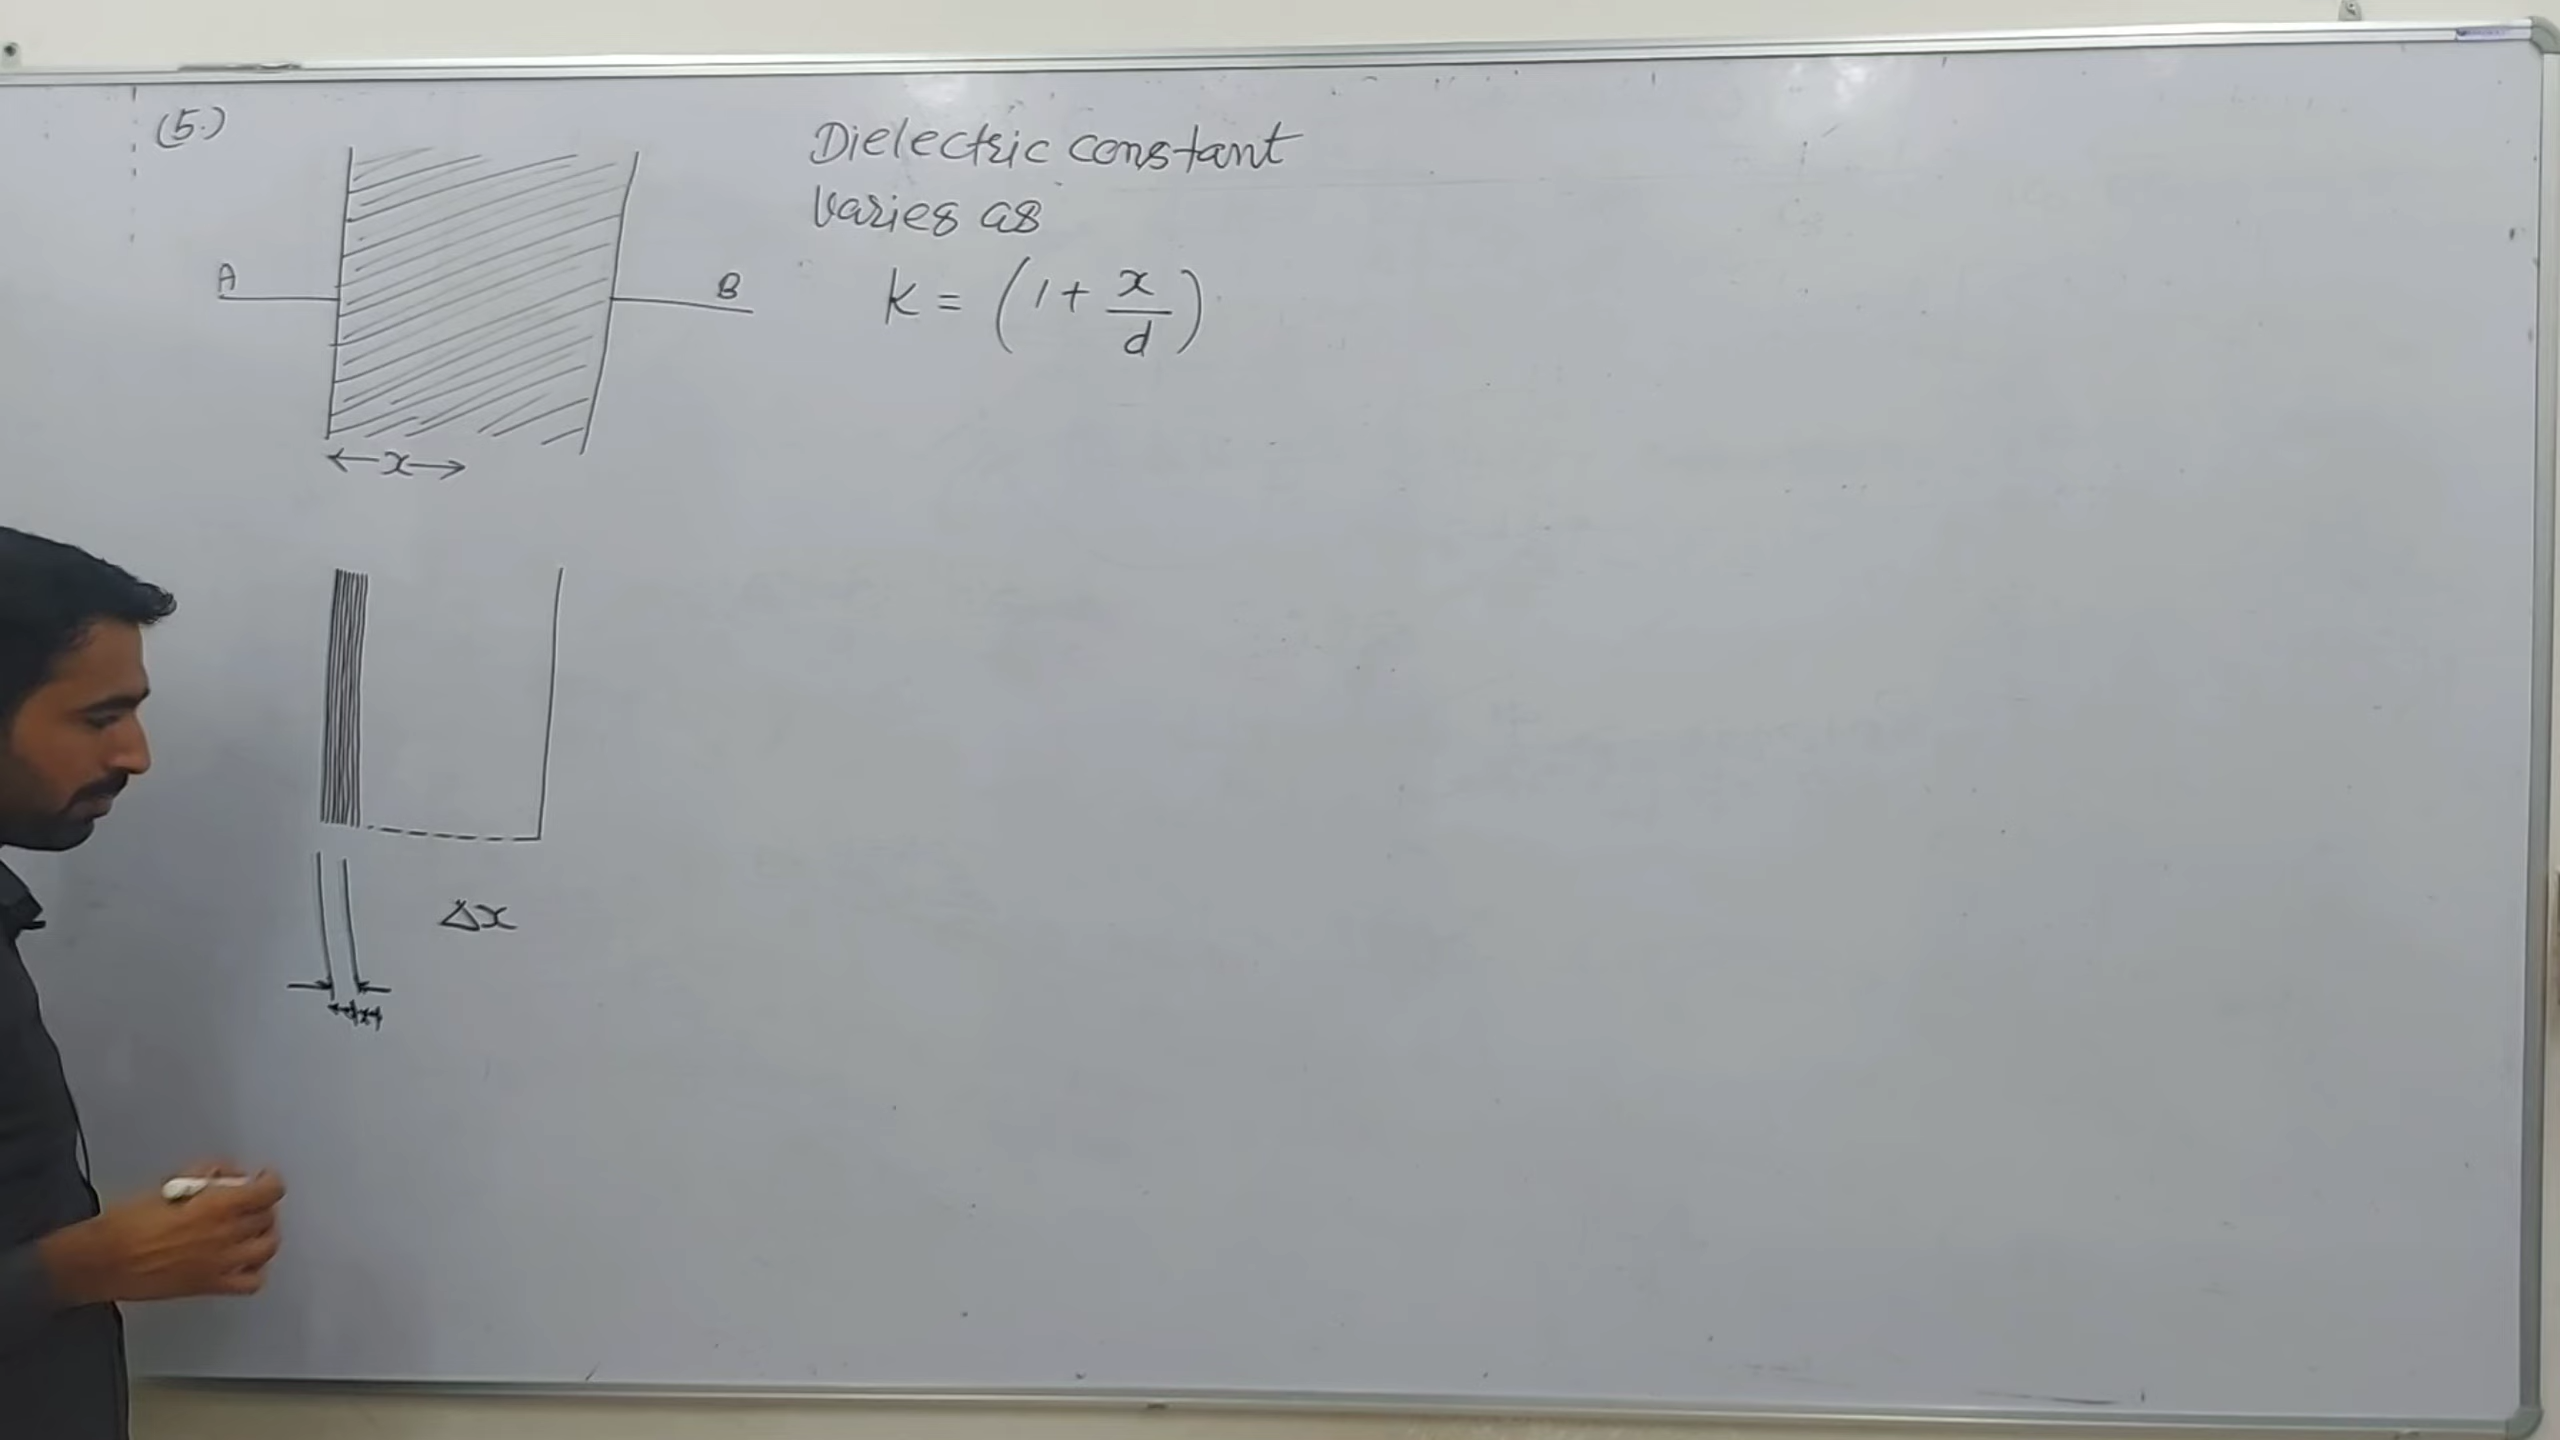 (5.)
Dielectric constant
varies as
A
B
K = (1 + x/d)
x
Δx